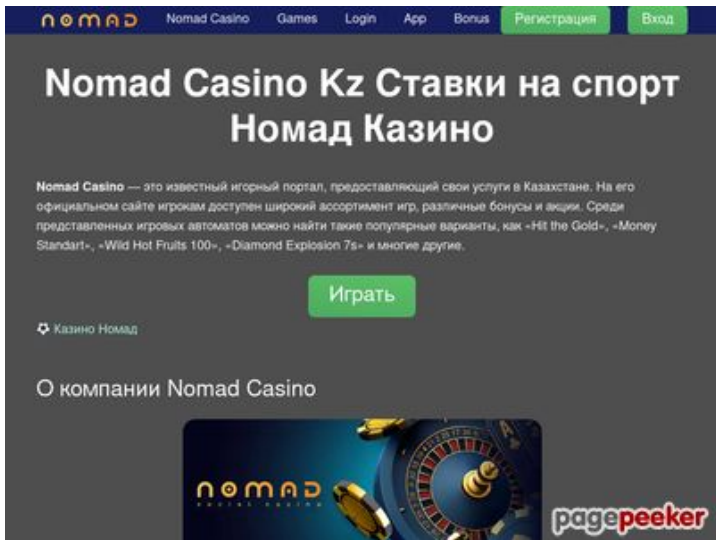 NOMAD Nomad Casino Games Login App Bonus Регистрация Вход
Nomad Casino Kz Ставки на спорт
Номад Казино
Nomad Casino — это известный игорный портал, предоставляющий свои услуги в Казахстане. На его
официальном сайте игрокам доступен широкий ассортимент игр, различные бонусы и акции. Среди
представленных игровых автоматов можно найти такие популярные варианты, как «Hit the Gold», «Money
Standart», «Wild Hot Fruits 100», «Diamond Explosion 7s» и многие другие.
Играть
Казино Номад
О компании Nomad Casino
NOMAD
social casino
pagepeeker